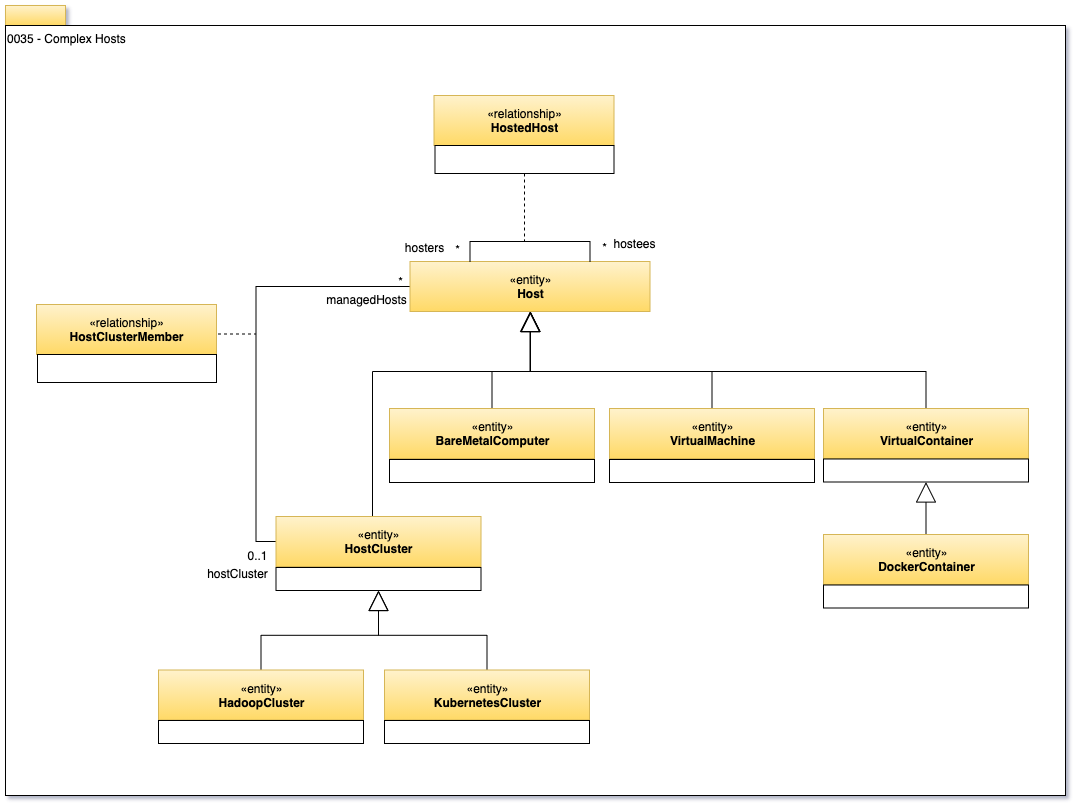 0035 - Complex Hosts
«relationship»
HostedHost
hosters
*
* hostees
«entity»
Host
*
managedHosts
«relationship»
HostClusterMember
«entity»
BareMetalComputer
«entity»
VirtualMachine
«entity»
VirtualContainer
«entity»
HostCluster
0..1
hostCluster
«entity»
DockerContainer
«entity»
HadoopCluster
«entity»
KubernetesCluster